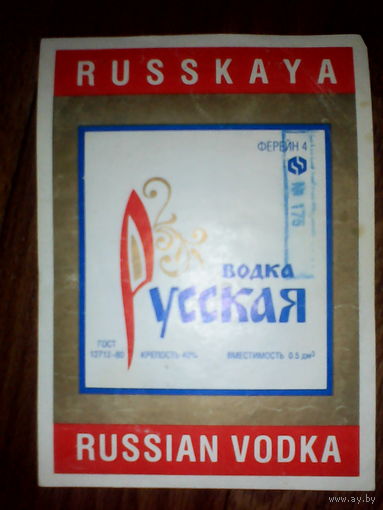 RUSSKAYA
ФЕРЕЙН 4
№ 175
ВОДКА
Русская
ГОСТ
12712-80 КРЕПОСТЬ 40% ВМЕСТИМОСТЬ 0.5 дм³
RUSSIAN VODKA
www.ay.by